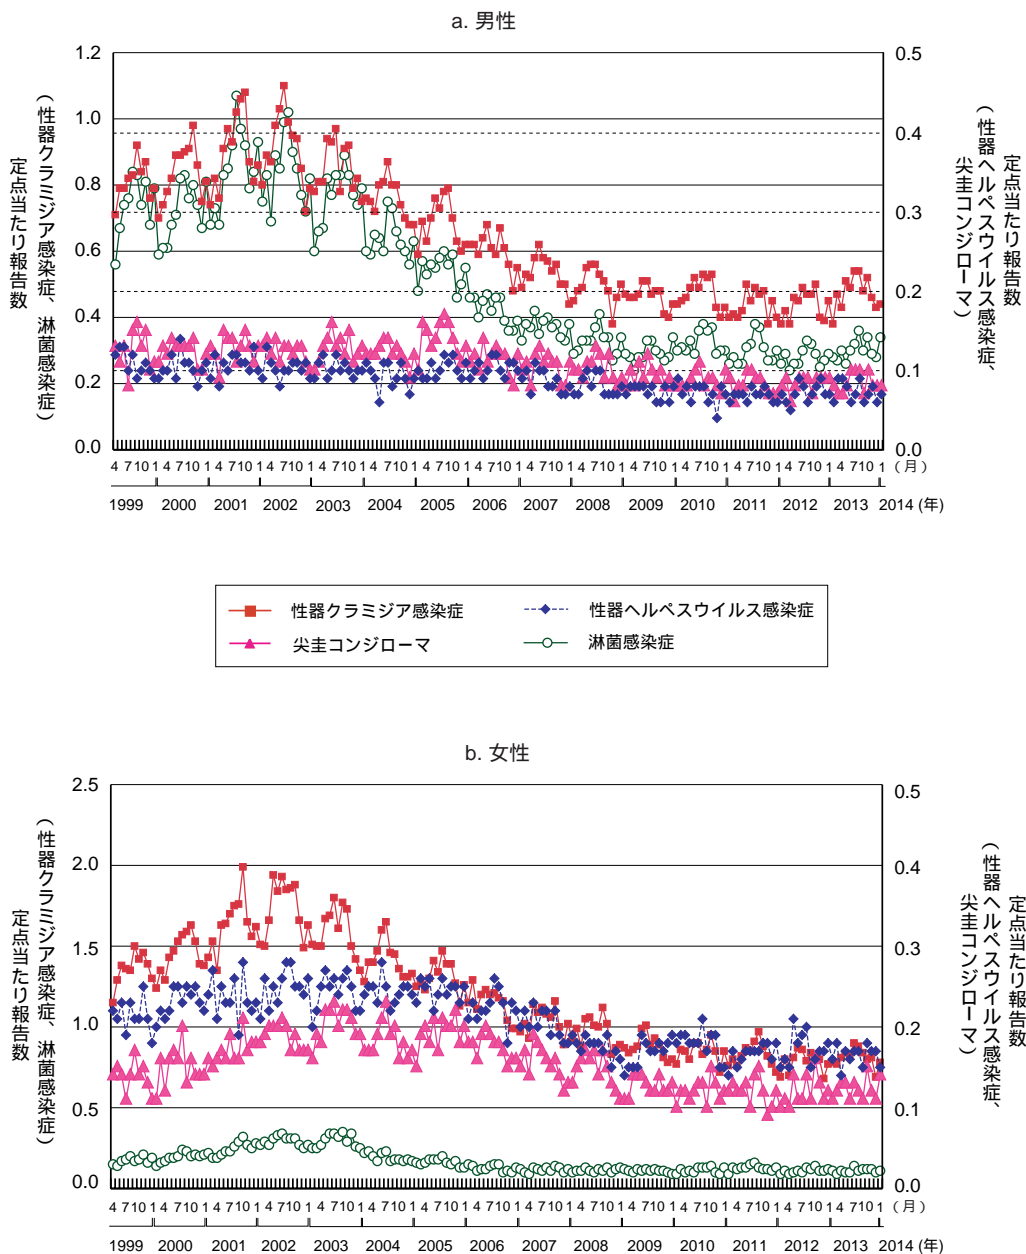 a. 男性
定点当たり報告数
（性器クラミジア感染症、淋菌感染症）
1.2
1.0
0.8
0.6
0.4
0.2
0.0
0.5
0.4
0.3
0.2
0.1
0.0
定点当たり報告数
（性器ヘルペスウイルス感染症、
尖圭コンジローマ）
4 7 10 1 4 7 10 1 4 7 10 1 4 7 10 1 4 7 10 1 4 7 10 1 4 7 10 1 4 7 10 1 4 7 10 1 4 7 10 1 4 7 10 1 4 7 10 1 4 7 10 1 4 7 10 1 4 7 10 1 （月）
1999 2000 2001 2002 2003 2004 2005 2006 2007 2008 2009 2010 2011 2012 2013 2014 (年)
性器クラミジア感染症 性器ヘルペスウイルス感染症
尖圭コンジローマ 淋菌感染症
b. 女性
定点当たり報告数
（性器クラミジア感染症、淋菌感染症）
2.5
2.0
1.5
1.0
0.5
0.0
0.5
0.4
0.3
0.2
0.1
0.0
定点当たり報告数
（性器ヘルペスウイルス感染症、
尖圭コンジローマ）
4 7 10 1 4 7 10 1 4 7 10 1 4 7 10 1 4 7 10 1 4 7 10 1 4 7 10 1 4 7 10 1 4 7 10 1 4 7 10 1 4 7 10 1 4 7 10 1 4 7 10 1 4 7 10 1 4 7 10 1 （月）
1999 2000 2001 2002 2003 2004 2005 2006 2007 2008 2009 2010 2011 2012 2013 2014 (年)